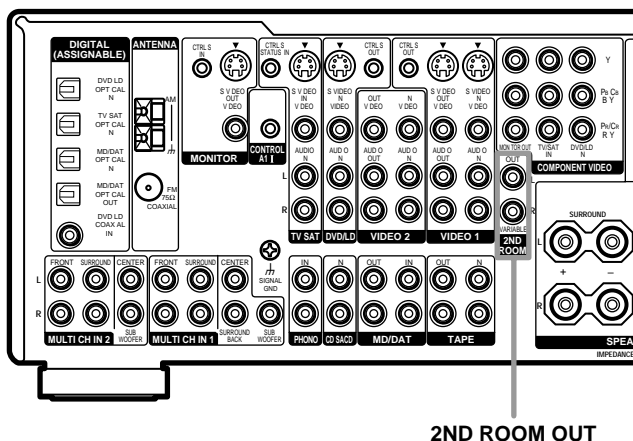 DIGITAL
(ASSIGNABLE)
DVD LD
OPT CAL
N
TV SAT
OPT CAL
N
MD/DAT
OPT CAL
N
MD/DAT
OPT CAL
OUT
DVD LD
COAX AL
IN
ANTENNA
AM
FM
75Ω
COAXIAL
CTRL S
IN
S V DEO
OUT
V DEO
MONITOR
CTRL S
STATUS IN
CONTROL
A1 II
S V DEO
IN
V DEO
AUDIO
IN
L
R
TV SAT
S VIDEO
N
VIDEO
AUD O
N
DVD/LD
CTRL S
OUT
OUT
V DEO
N
V DEO
AUD O
OUT
AUD O
IN
VIDEO 2
CTRL S
OUT
S V DEO
OUT
V DEO
S VIDEO
IN
V DEO
AUD O
OUT
AUD O
N
VIDEO 1
Y
PB CB
B Y
PR/CR
R Y
MON TOR OUT
TV/SAT
IN
DVD/LD
N
COMPONENT VIDEO
OUT
L
R
VARIABLE
2ND
ROOM
SURROUND
L
+
–
R
SPEA
IMPEDANCE
FRONT
SURROUND
CENTER
L
R
SUB
WOOFER
MULTI CH IN 2
FRONT
SURROUND
CENTER
SURROUND
BACK
SUB
WOOFER
MULTI CH IN 1
SIGNAL
GND
IN
PHONO
N
CD SACD
OUT
IN
MD/DAT
OUT
N
TAPE
2ND ROOM OUT